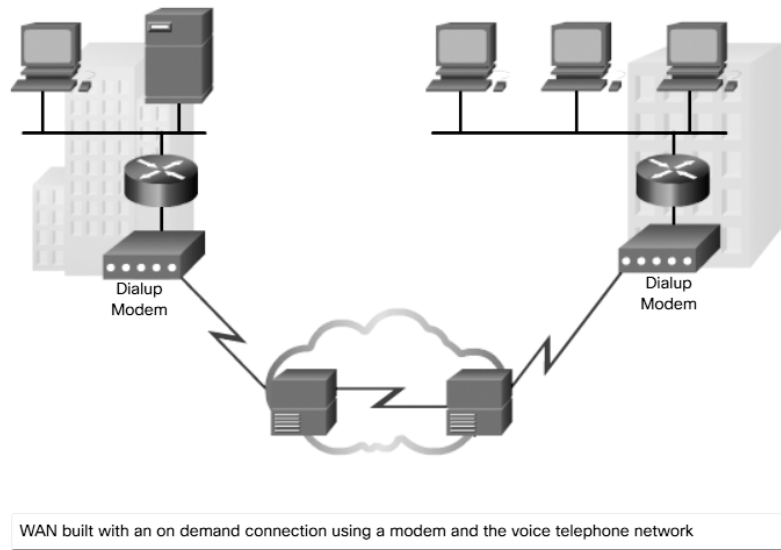 Dialup
Modem
Dialup
Modem
WAN built with an on demand connection using a modem and the voice telephone network